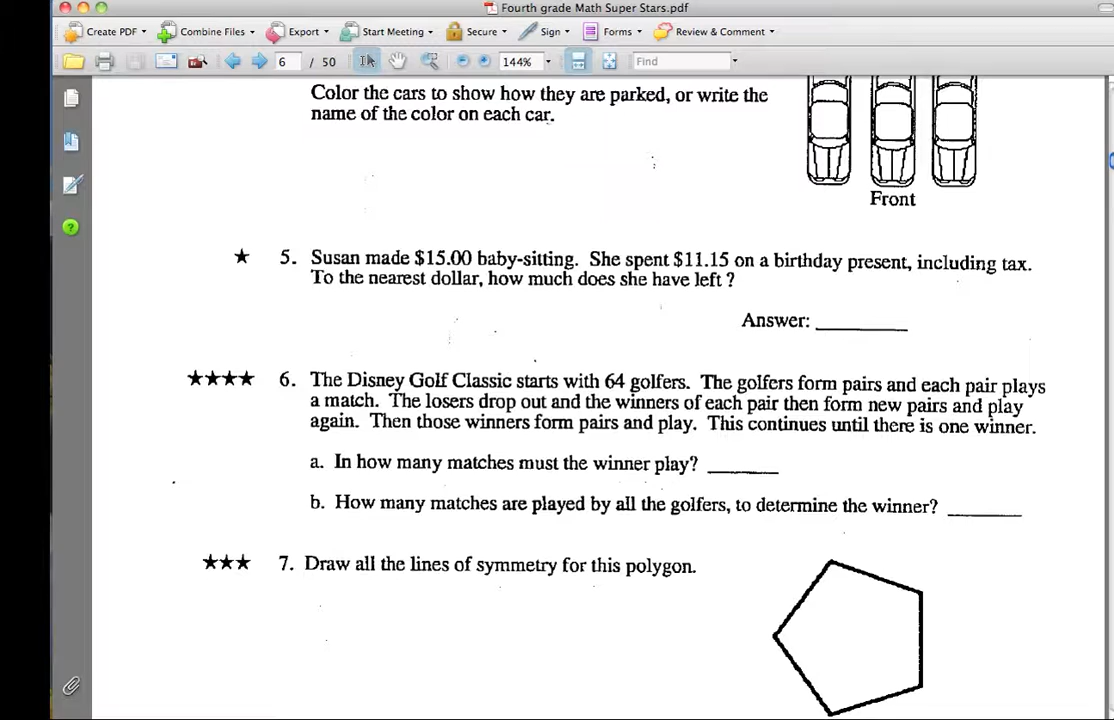 Fourth grade Math Super Stars.pdf
Create PDF Combine Files Export Start Meeting Secure Sign Forms Review & Comment
6 / 50 144% Find
Color the cars to show how they are parked, or write the
name of the color on each car.
Front
★ 5. Susan made $15.00 baby-sitting. She spent $11.15 on a birthday present, including tax.
To the nearest dollar, how much does she have left ?
Answer: _________
★★★★ 6. The Disney Golf Classic starts with 64 golfers. The golfers form pairs and each pair plays
a match. The losers drop out and the winners of each pair then form new pairs and play
again. Then those winners form pairs and play. This continues until there is one winner.
a. In how many matches must the winner play? _______
b. How many matches are played by all the golfers, to determine the winner? _______
★★★ 7. Draw all the lines of symmetry for this polygon.